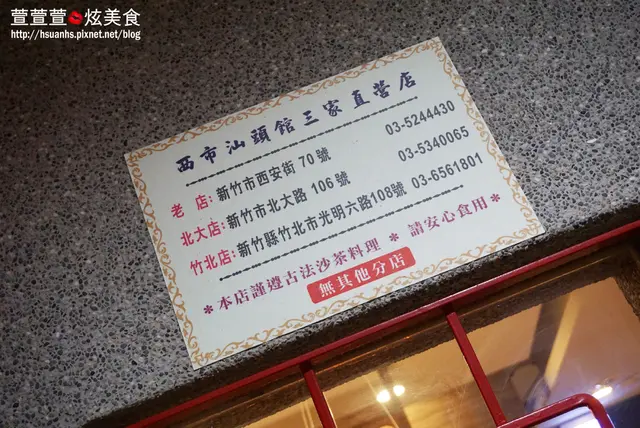 萱萱萱 炫美食
http://hsuanhs.pixnet.net/blog
西市汕頭館三家直營店
老 店: 新竹市西安街 70 號 03-5244430
北大店: 新竹市北大路 106 號 03-5340065
竹北店: 新竹縣竹北市光明六路108號 03-6561801
* 本店謹遵古法沙茶料理 * 請安心食用 *
無其他分店